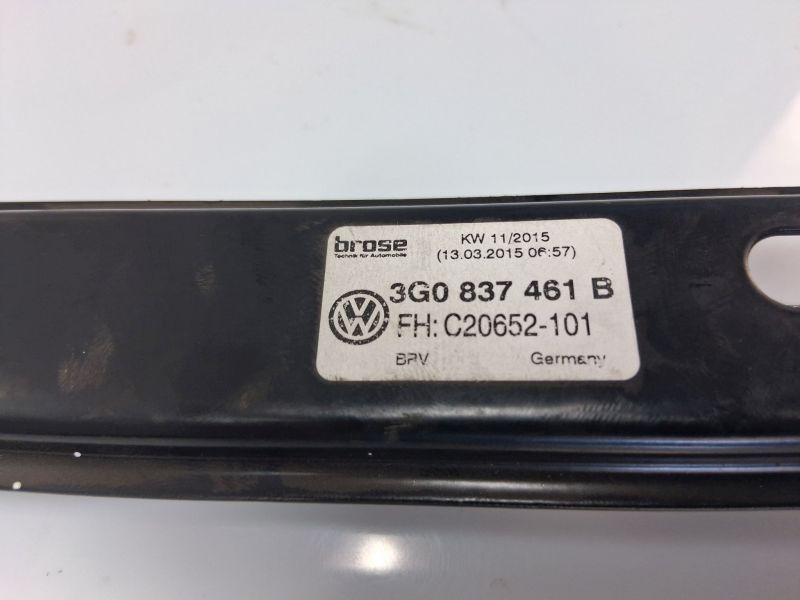 brose
Technik für Automobile
KW 11/2015
(13.03.2015 06:57)
3G0 837 461 B
FH: C20652-101
BRV Germany